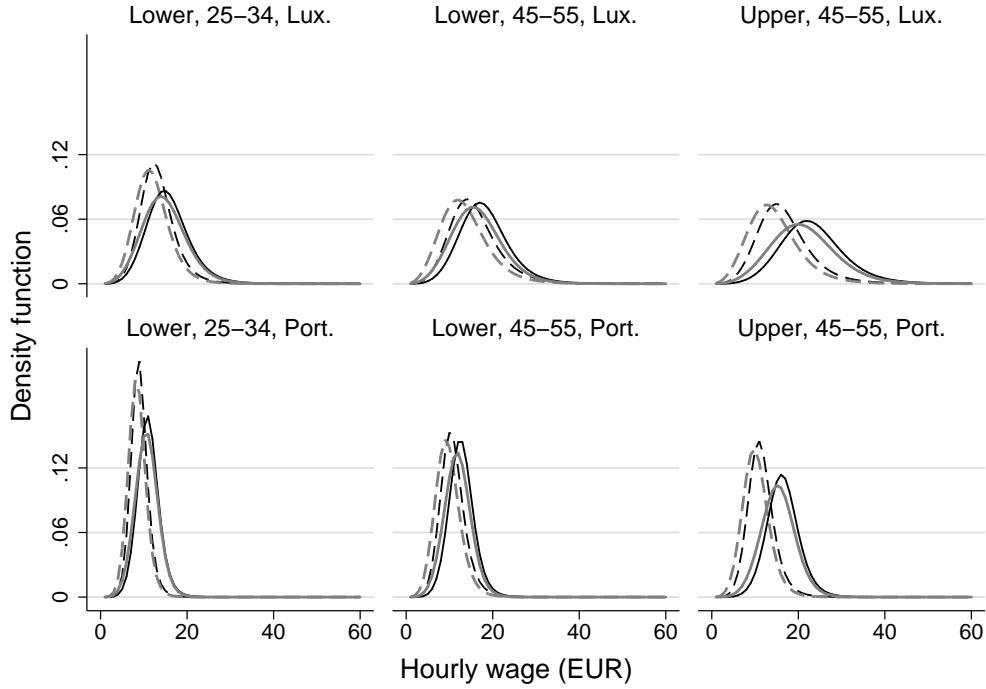 Lower, 25−34, Lux.
Lower, 45−55, Lux.
Upper, 45−55, Lux.
.12
.06
0
Lower, 25−34, Port.
Lower, 45−55, Port.
Upper, 45−55, Port.
.12
.06
0
0 20 40 60
0 20 40 60
0 20 40 60
Density function
Hourly wage (EUR)